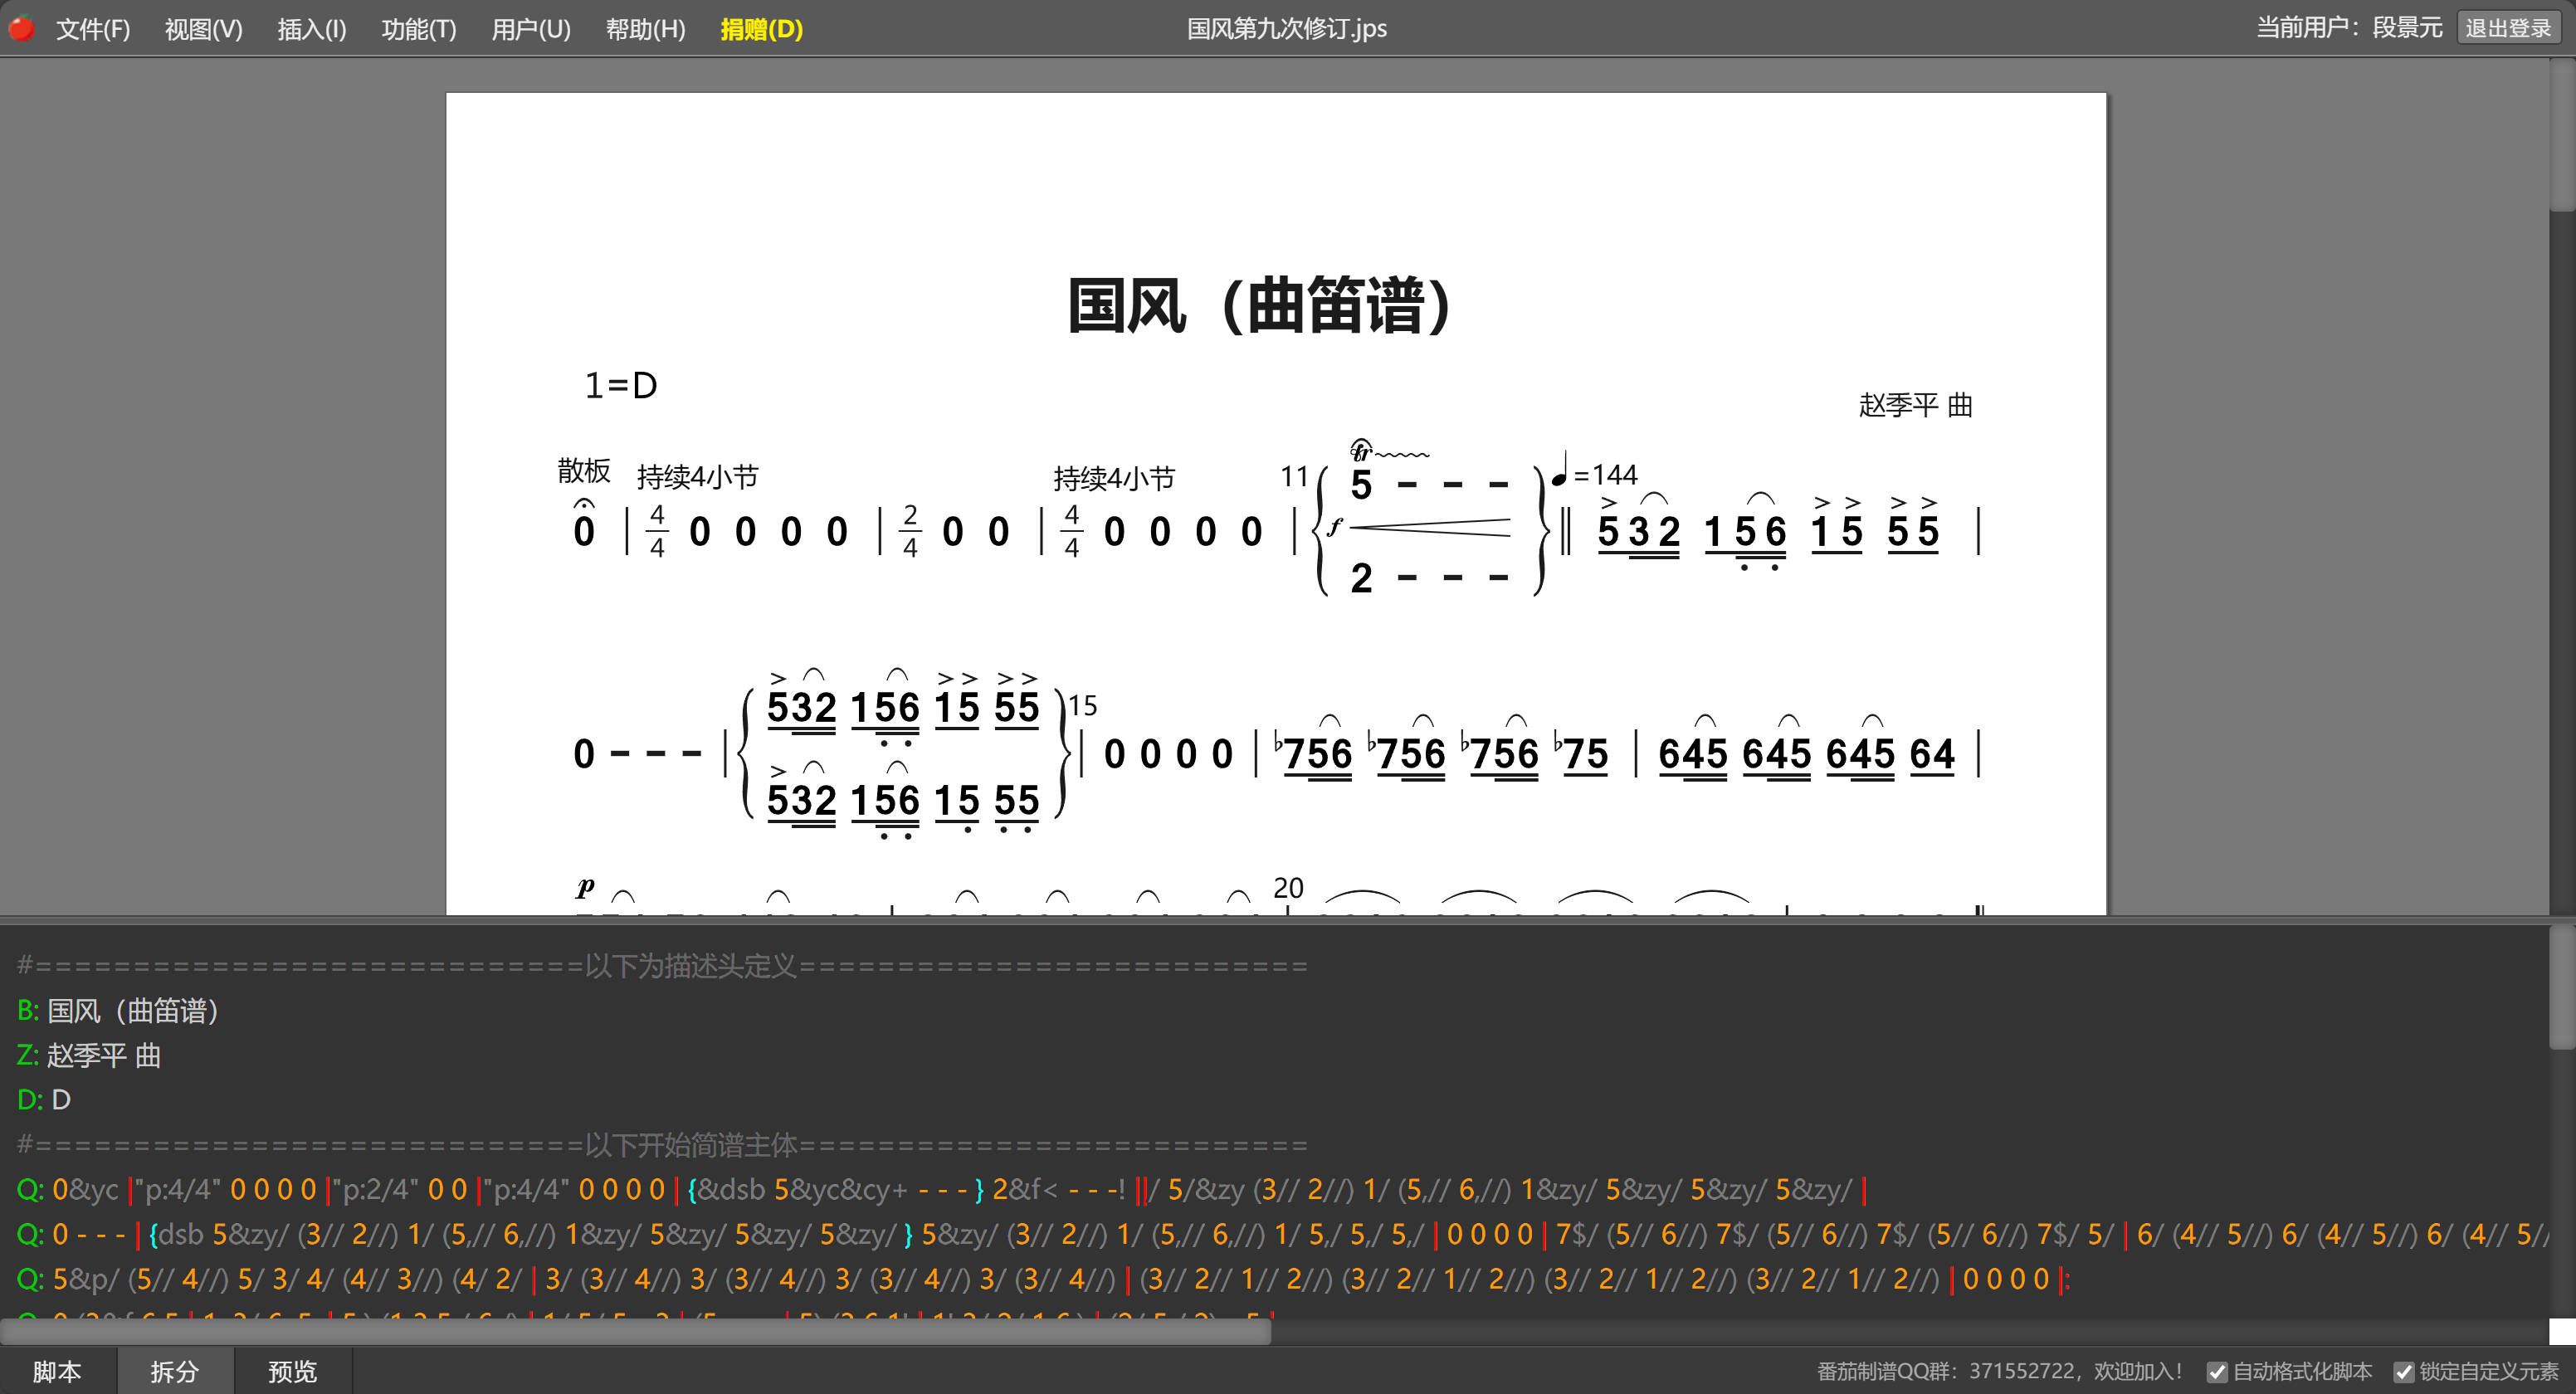 文件(F) 视图(V) 插入(I) 功能(T) 用户(U) 帮助(H) 捐赠(D) 国风第九次修订.jps 当前用户：段景元 退出登录
国风（曲笛谱）
1=D
赵季平 曲
散板 持续4小节 持续4小节 11 tr 5 - - - ♩=144
0 | 4/4 0 0 0 0 | 2/4 0 0 | 4/4 0 0 0 0 | f 532 156 15 55 |
2 - - -
532 156 15 55 15
0 - - - | 0 0 0 0 | ♭756 ♭756 ♭756 ♭75 | 645 645 645 64 |
532 156 15 55
p 20
#============================以下为描述头定义==========================
B: 国风（曲笛谱）
Z: 赵季平 曲
D: D
#============================以下开始简谱主体==========================
Q: 0&yc |"p:4/4" 0 0 0 0 |"p:2/4" 0 0 |"p:4/4" 0 0 0 0 | {&dsb 5&yc&cy+ - - - } 2&f< - - -! ||/ 5/&zy (3// 2//) 1/ (5,// 6,//) 1&zy/ 5&zy/ 5&zy/ 5&zy/ |
Q: 0 - - - | {dsb 5&zy/ (3// 2//) 1/ (5,// 6,//) 1&zy/ 5&zy/ 5&zy/ 5&zy/ } 5&zy/ (3// 2//) 1/ (5,// 6,//) 1/ 5,/ 5,/ 5,/ | 0 0 0 0 | 7$/ (5// 6//) 7$/ (5// 6//) 7$/ (5// 6//) 7$/ 5/ | 6/ (4// 5//) 6/ (4// 5//) 6/ (4// 5//
Q: 5&p/ (5// 4//) 5/ 3/ 4/ (4// 3//) (4/ 2/ | 3/ (3// 4//) 3/ (3// 4//) 3/ (3// 4//) 3/ (3// 4//) | (3// 2// 1// 2//) (3// 2// 1// 2//) (3// 2// 1// 2//) (3// 2// 1// 2//) | 0 0 0 0 |:
脚本 拆分 预览 番茄制谱QQ群：371552722，欢迎加入！ 自动格式化脚本 锁定自定义元素